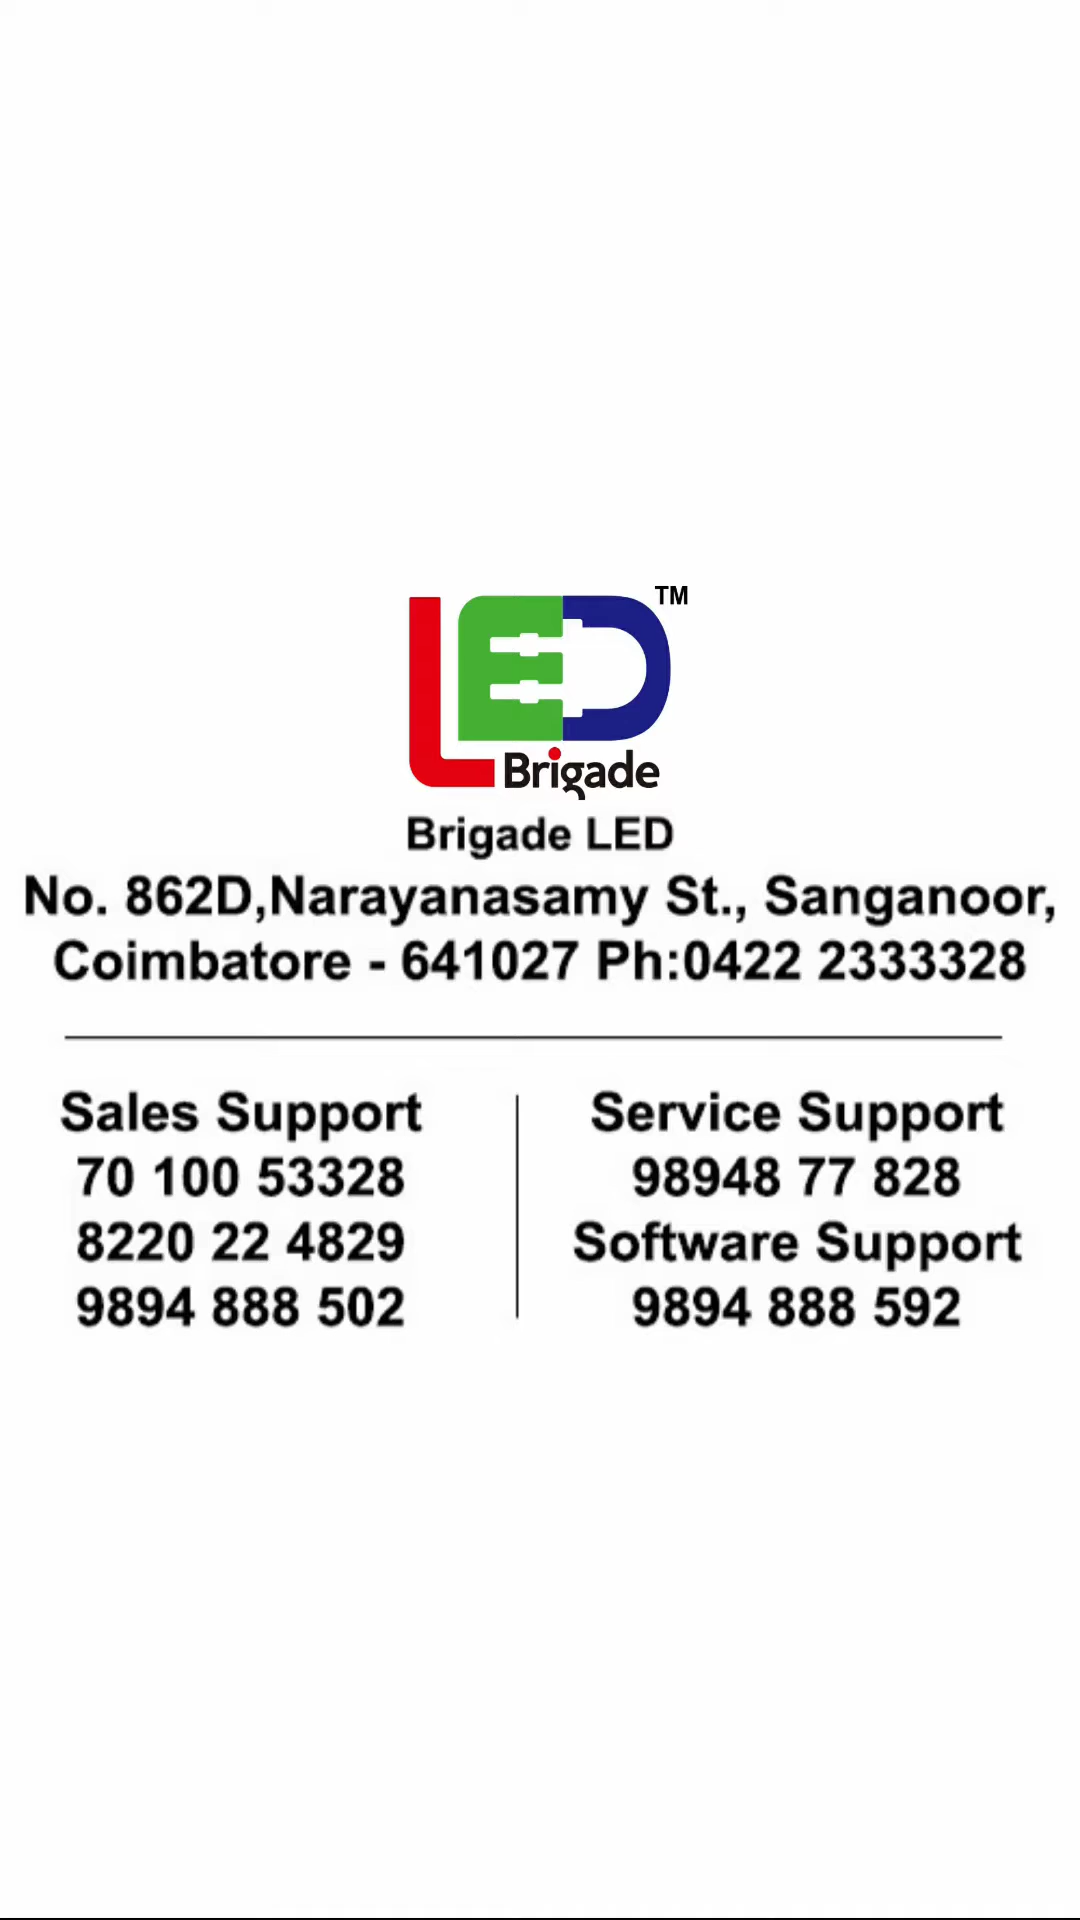 LED TM
Brigade
Brigade LED
No. 862D,Narayanasamy St., Sanganoor,
Coimbatore - 641027 Ph:0422 2333328
Sales Support
70 100 53328
8220 22 4829
9894 888 502
Service Support
98948 77 828
Software Support
9894 888 592